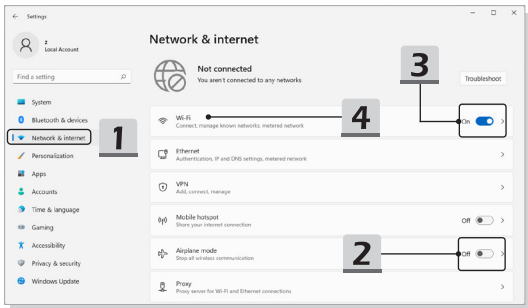 Settings
z
Local Account
Find a setting
System
Bluetooth & devices
Network & internet
Personalization
Apps
Accounts
Time & language
Gaming
Accessibility
Privacy & security
Windows Update
1
Network & internet
Not connected
You aren't connected to any networks
Troubleshoot
3
Wi-Fi
Connect, manage known networks, metered network
4
On
Ethernet
Authentication, IP and DNS settings, metered network
VPN
Add, connect, manage
Mobile hotspot
Share your internet connection
Off
Airplane mode
Stop all wireless communication
2
Off
Proxy
Proxy server for Wi-Fi and Ethernet connections